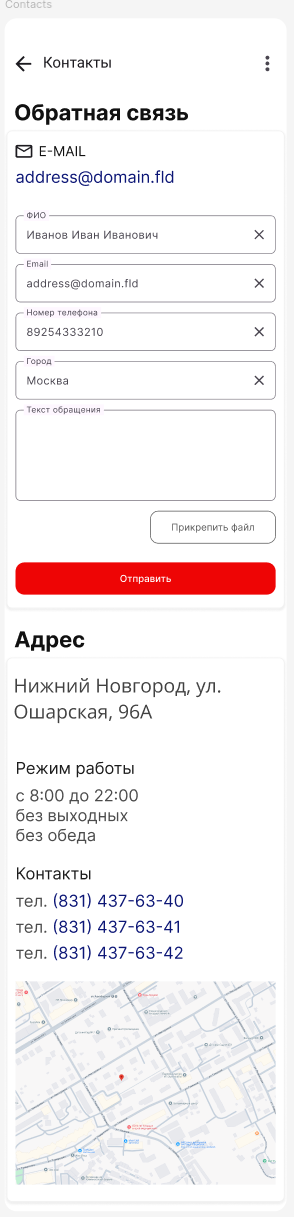 Contacts
Контакты
Обратная связь
E-MAIL
address@domain.fld
ФИО
Иванов Иван Иванович
Email
address@domain.fld
Номер телефона
89254333210
Город
Москва
Текст обращения
Прикрепить файл
Отправить
Адрес
Нижний Новгород, ул.
Ошарская, 96А
Режим работы
с 8:00 до 22:00
без выходных
без обеда
Контакты
тел. (831) 437-63-40
тел. (831) 437-63-41
тел. (831) 437-63-42